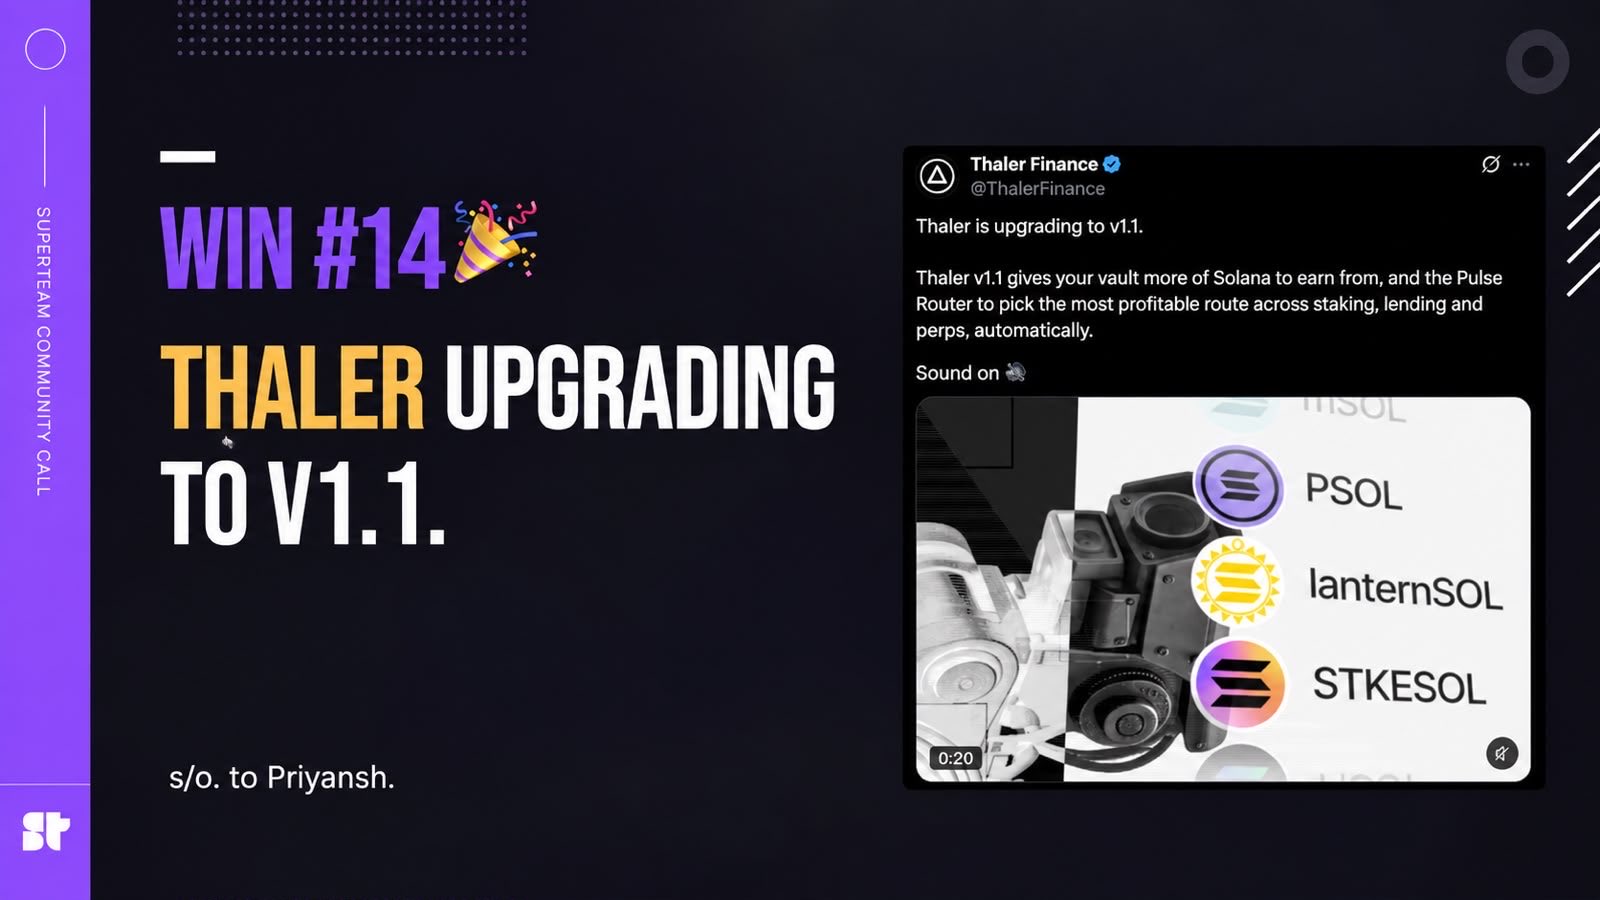 SUPERTEAM COMMUNITY CALL
st
WIN #14🎉
THALER UPGRADING
TO V1.1.
s/o. to Priyansh.
Thaler Finance
@ThalerFinance
Thaler is upgrading to v1.1.
Thaler v1.1 gives your vault more of Solana to earn from, and the Pulse
Router to pick the most profitable route across staking, lending and
perps, automatically.
Sound on
mSOL
PSOL
lanternSOL
STKESOL
0:20